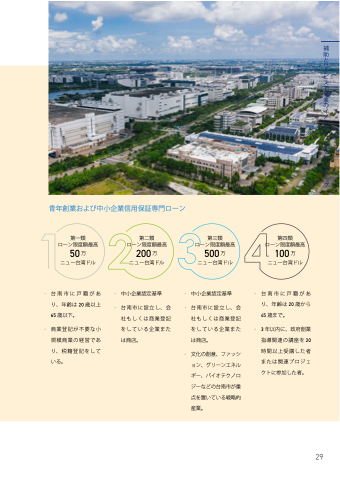 青年創業および中小企業信用保証専門ローン
1
第一類
ローン限度額最高
50万
ニュー台湾ドル
2
第二類
ローン限度額最高
200万
ニュー台湾ドル
3
第三類
ローン限度額最高
500万
ニュー台湾ドル
4
第四類
ローン限度額最高
100万
ニュー台湾ドル
· 台南市に戸籍があ
り、年齢は20歳以上
65歳以下。
· 商業登記が不要な小
規模商業の経営であ
り、税籍登記をして
いる。
· 中小企業認定基準
· 台南市に設立し、会
社もしくは商業登記
をしている企業また
は商店。
· 中小企業認定基準
· 台南市に設立し、会
社もしくは商業登記
をしている企業また
は商店。
· 文化の創意、ファッシ
ョン、グリーンエネル
ギー、バイオテクノロ
ジーなどの台南市が重
点を置いている戦略的
産業。
· 台南市に戸籍があ
り、年齢は20歳から
65歳まで。
· 3年以内に、政府創業
指導関連の講座を20
時間以上受講した者
または関連プロジェ
クトに参加した者。
29